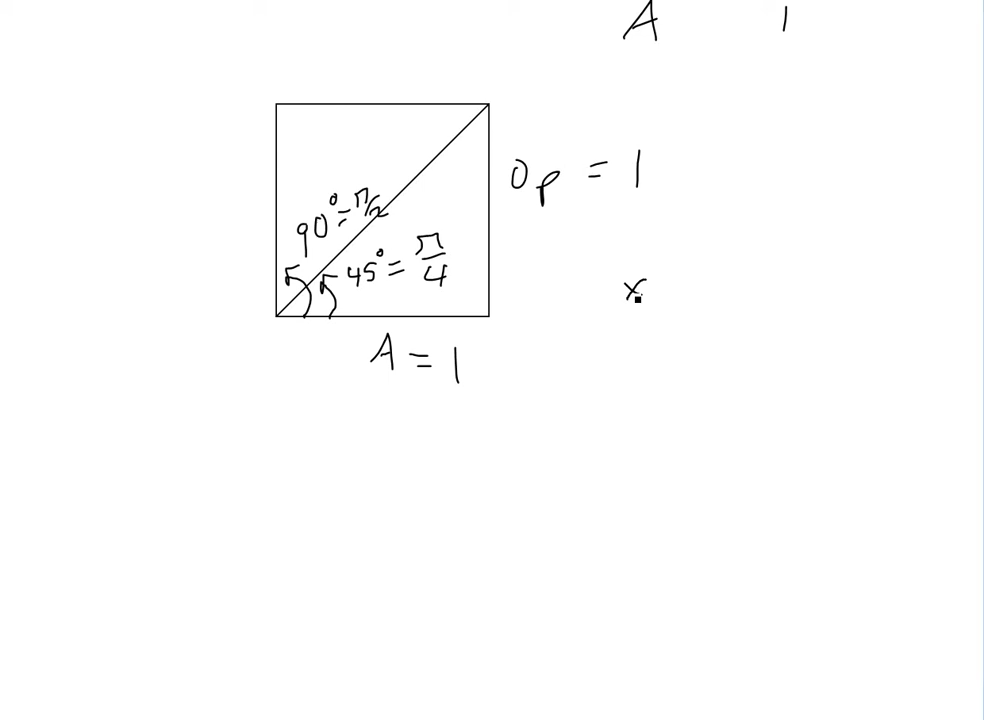 A 1
Op = 1
90° = π/2
45° = π/4
x
A = 1